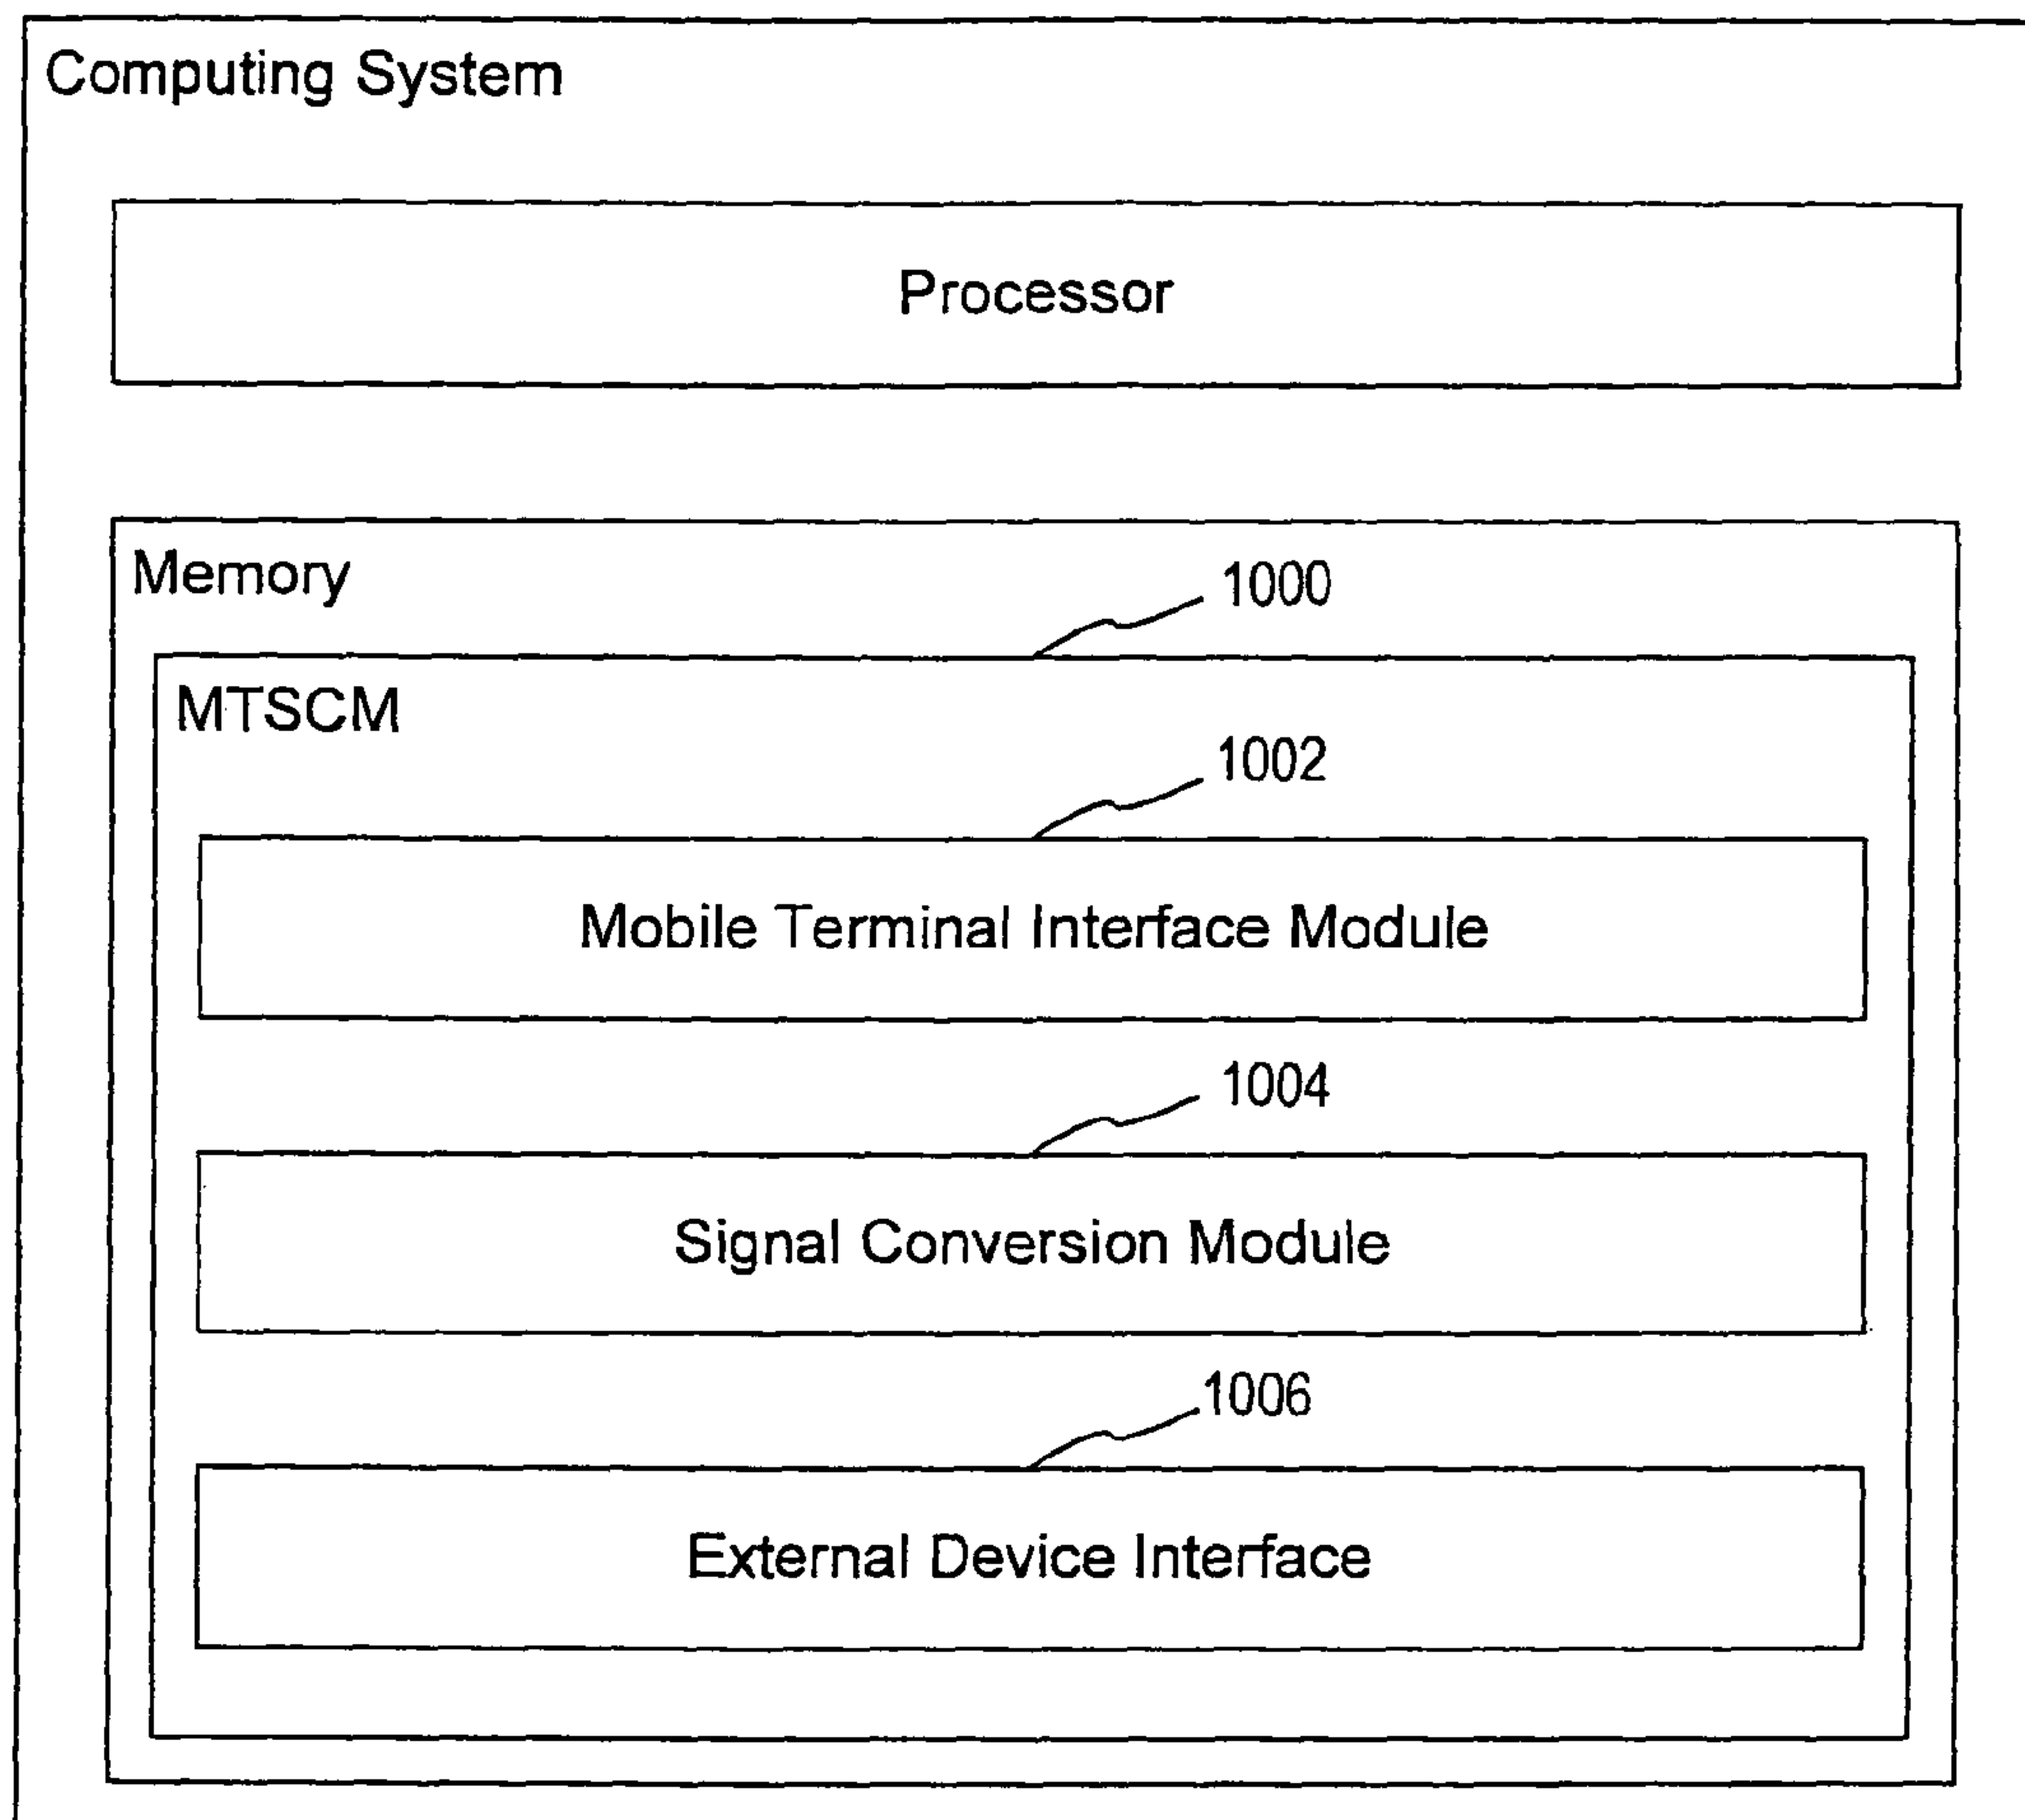 Computing System
Processor
Memory
1000
MTSCM
1002
Mobile Terminal Interface Module
1004
Signal Conversion Module
1006
External Device Interface